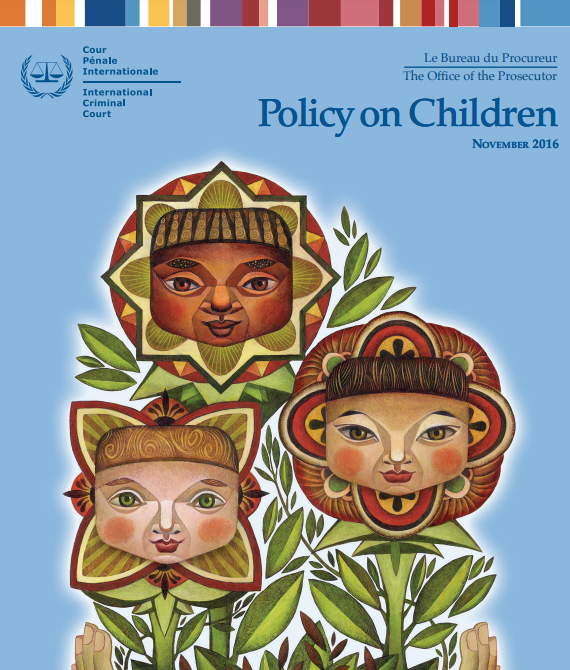 Cour
Pénale
Internationale
International
Criminal
Court
Le Bureau du Procureur
The Office of the Prosecutor
Policy on Children
November 2016